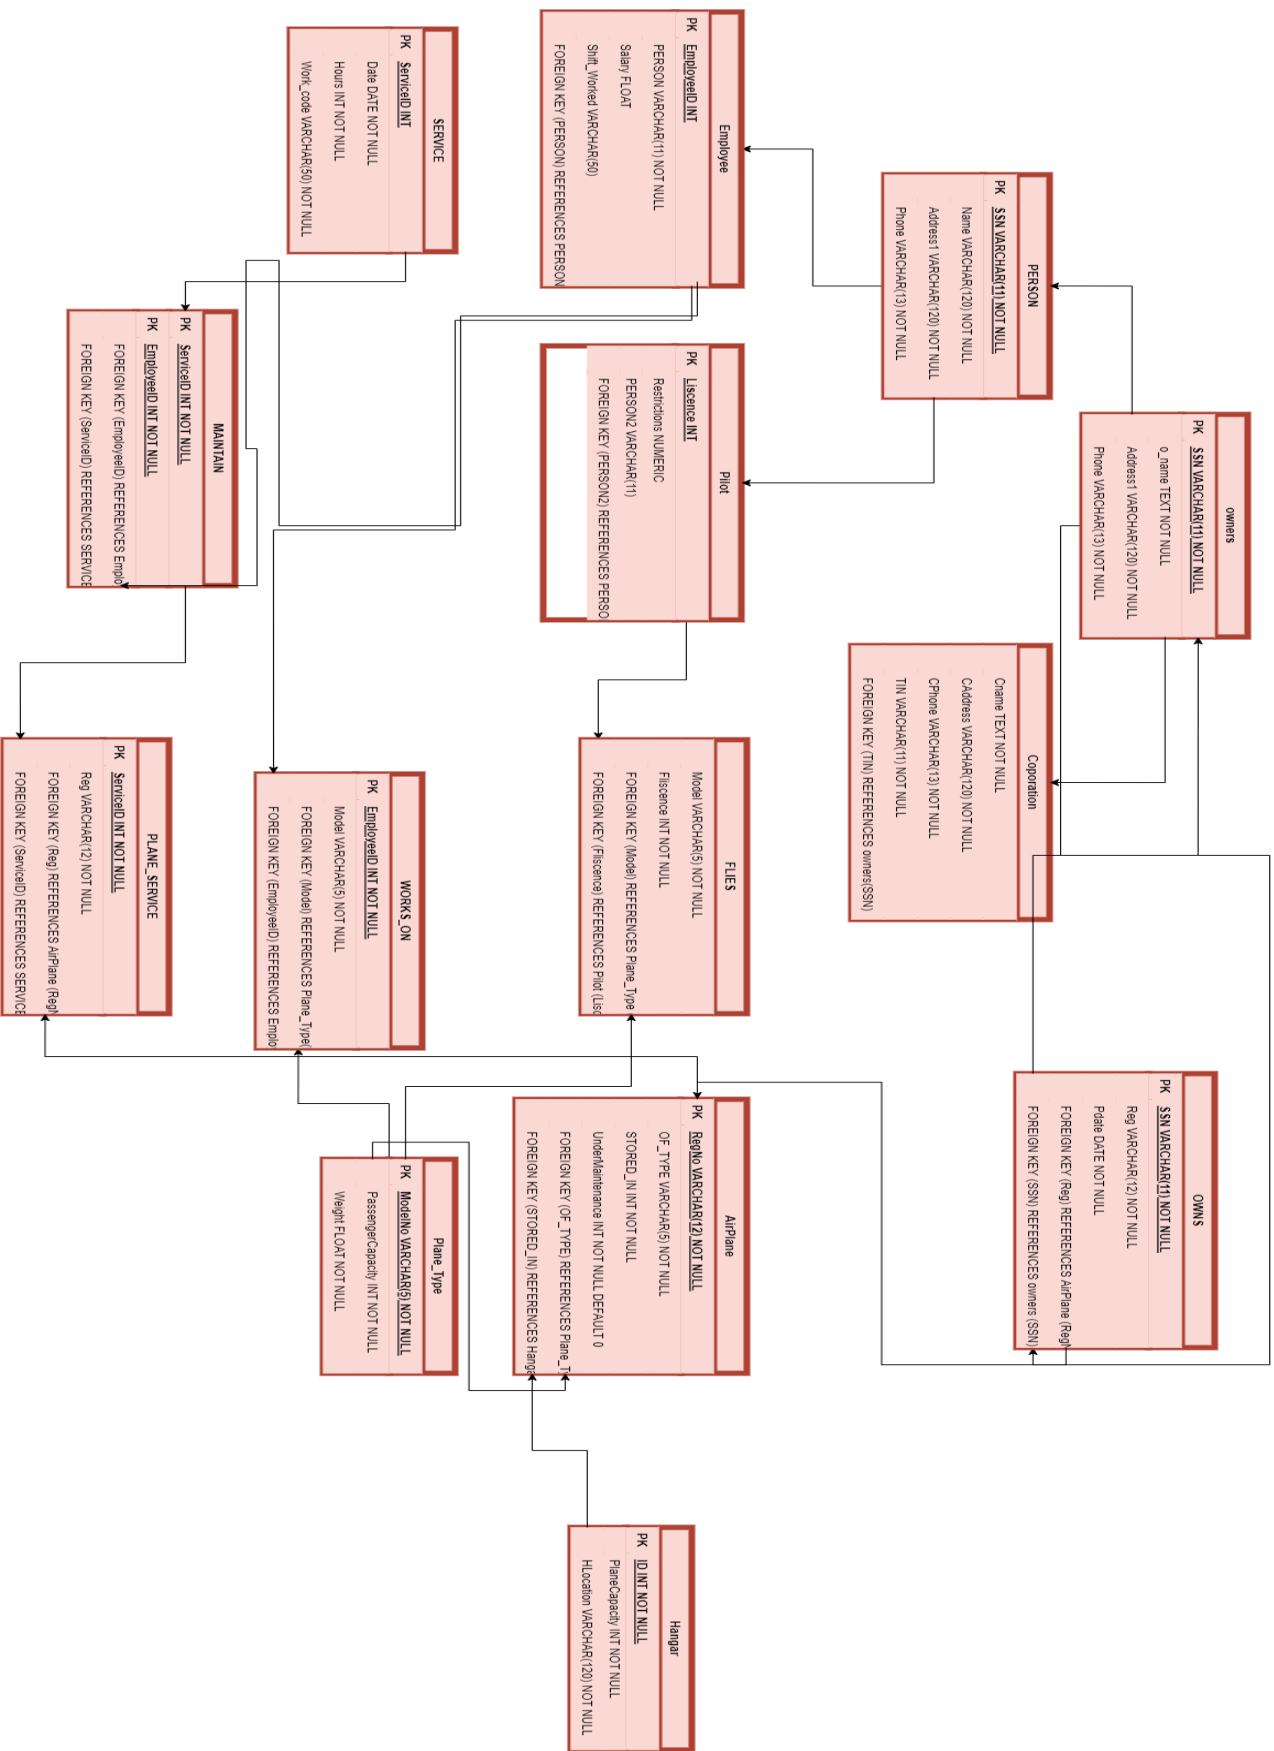 owners
PK SSN VARCHAR(11) NOT NULL
o_name TEXT NOT NULL
Address1 VARCHAR(120) NOT NULL
Phone VARCHAR(13) NOT NULL
PERSON
PK SSN VARCHAR(11) NOT NULL
Name VARCHAR(120) NOT NULL
Address1 VARCHAR(120) NOT NULL
Phone VARCHAR(13) NOT NULL
Coporation
Cname TEXT NOT NULL
CAddress VARCHAR(120) NOT NULL
CPhone VARCHAR(13) NOT NULL
TIN VARCHAR(11) NOT NULL
FOREIGN KEY (TIN) REFERENCES owners(SSN)
OWNS
PK SSN VARCHAR(11) NOT NULL
Reg VARCHAR(12) NOT NULL
Pdate DATE NOT NULL
FOREIGN KEY (Reg) REFERENCES AirPlane (Reg
FOREIGN KEY (SSN) REFERENCES owners (SSN)
Employee
PK EmployeeID INT
PERSON VARCHAR(11) NOT NULL
Salary FLOAT
Shift_Worked VARCHAR(50)
FOREIGN KEY (PERSON) REFERENCES PERSON
Pilot
PK Liscence INT
Restrictions NUMERIC
PERSON2 VARCHAR(11)
FOREIGN KEY (PERSON2) REFERENCES PERSO
FLIES
Model VARCHAR(5) NOT NULL
Fliscence INT NOT NULL
FOREIGN KEY (Model) REFERENCES Plane_Type
FOREIGN KEY (Fliscence) REFERENCES Pilot (Lisc
AirPlane
PK RegNo VARCHAR(12) NOT NULL
OF_TYPE VARCHAR(5) NOT NULL
STORED_IN INT NOT NULL
UnderMaintenance INT NOT NULL DEFAULT 0
FOREIGN KEY (OF_TYPE) REFERENCES Plane_T
FOREIGN KEY (STORED_IN) REFERENCES Hanga
Hangar
PK ID INT NOT NULL
PlaneCapacity INT NOT NULL
HLocation VARCHAR(120) NOT NULL
SERVICE
PK ServiceID INT
Date DATE NOT NULL
Hours INT NOT NULL
Work_code VARCHAR(50) NOT NULL
WORKS_ON
PK EmployeeID INT NOT NULL
Model VARCHAR(5) NOT NULL
FOREIGN KEY (Model) REFERENCES Plane_Type(
FOREIGN KEY (EmployeeID) REFERENCES Emplo
Plane_Type
PK ModelNo VARCHAR(5) NOT NULL
PassengerCapacity INT NOT NULL
Weight FLOAT NOT NULL
MAINTAIN
PK ServiceID INT NOT NULL
PK EmployeeID INT NOT NULL
FOREIGN KEY (EmployeeID) REFERENCES Emplo
FOREIGN KEY (ServiceID) REFERENCES SERVICE
PLANE_SERVICE
PK ServiceID INT NOT NULL
Reg VARCHAR(12) NOT NULL
FOREIGN KEY (Reg) REFERENCES AirPlane (Reg
FOREIGN KEY (ServiceID) REFERENCES SERVICE